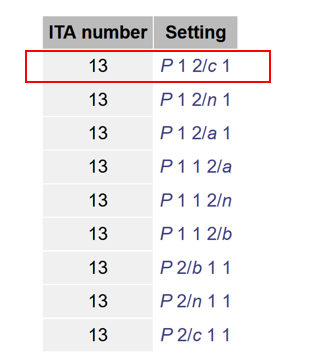 ITA number Setting
13 P 1 2/c 1
13 P 1 2/n 1
13 P 1 2/a 1
13 P 1 1 2/a
13 P 1 1 2/n
13 P 1 1 2/b
13 P 2/b 1 1
13 P 2/n 1 1
13 P 2/c 1 1